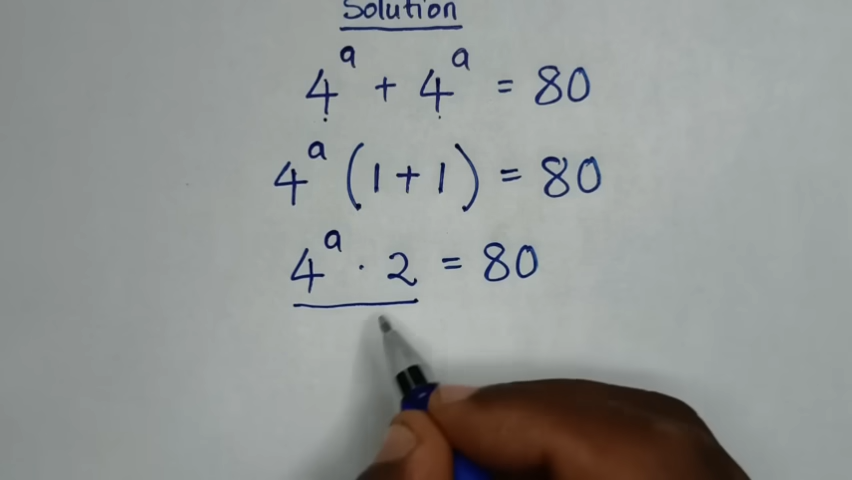 Solution
4^a + 4^a = 80
4^a (1 + 1) = 80
4^a · 2 = 80